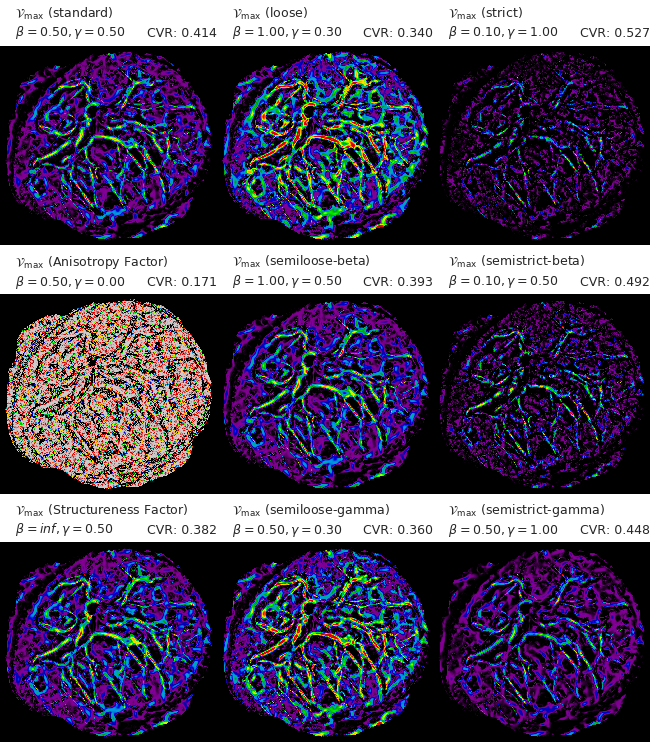 𝒱max (standard)
β = 0.50, γ = 0.50 CVR: 0.414
𝒱max (loose)
β = 1.00, γ = 0.30 CVR: 0.340
𝒱max (strict)
β = 0.10, γ = 1.00 CVR: 0.527
𝒱max (Anisotropy Factor)
β = 0.50, γ = 0.00 CVR: 0.171
𝒱max (semiloose-beta)
β = 1.00, γ = 0.50 CVR: 0.393
𝒱max (semistrict-beta)
β = 0.10, γ = 0.50 CVR: 0.492
𝒱max (Structureness Factor)
β = inf, γ = 0.50 CVR: 0.382
𝒱max (semiloose-gamma)
β = 0.50, γ = 0.30 CVR: 0.360
𝒱max (semistrict-gamma)
β = 0.50, γ = 1.00 CVR: 0.448